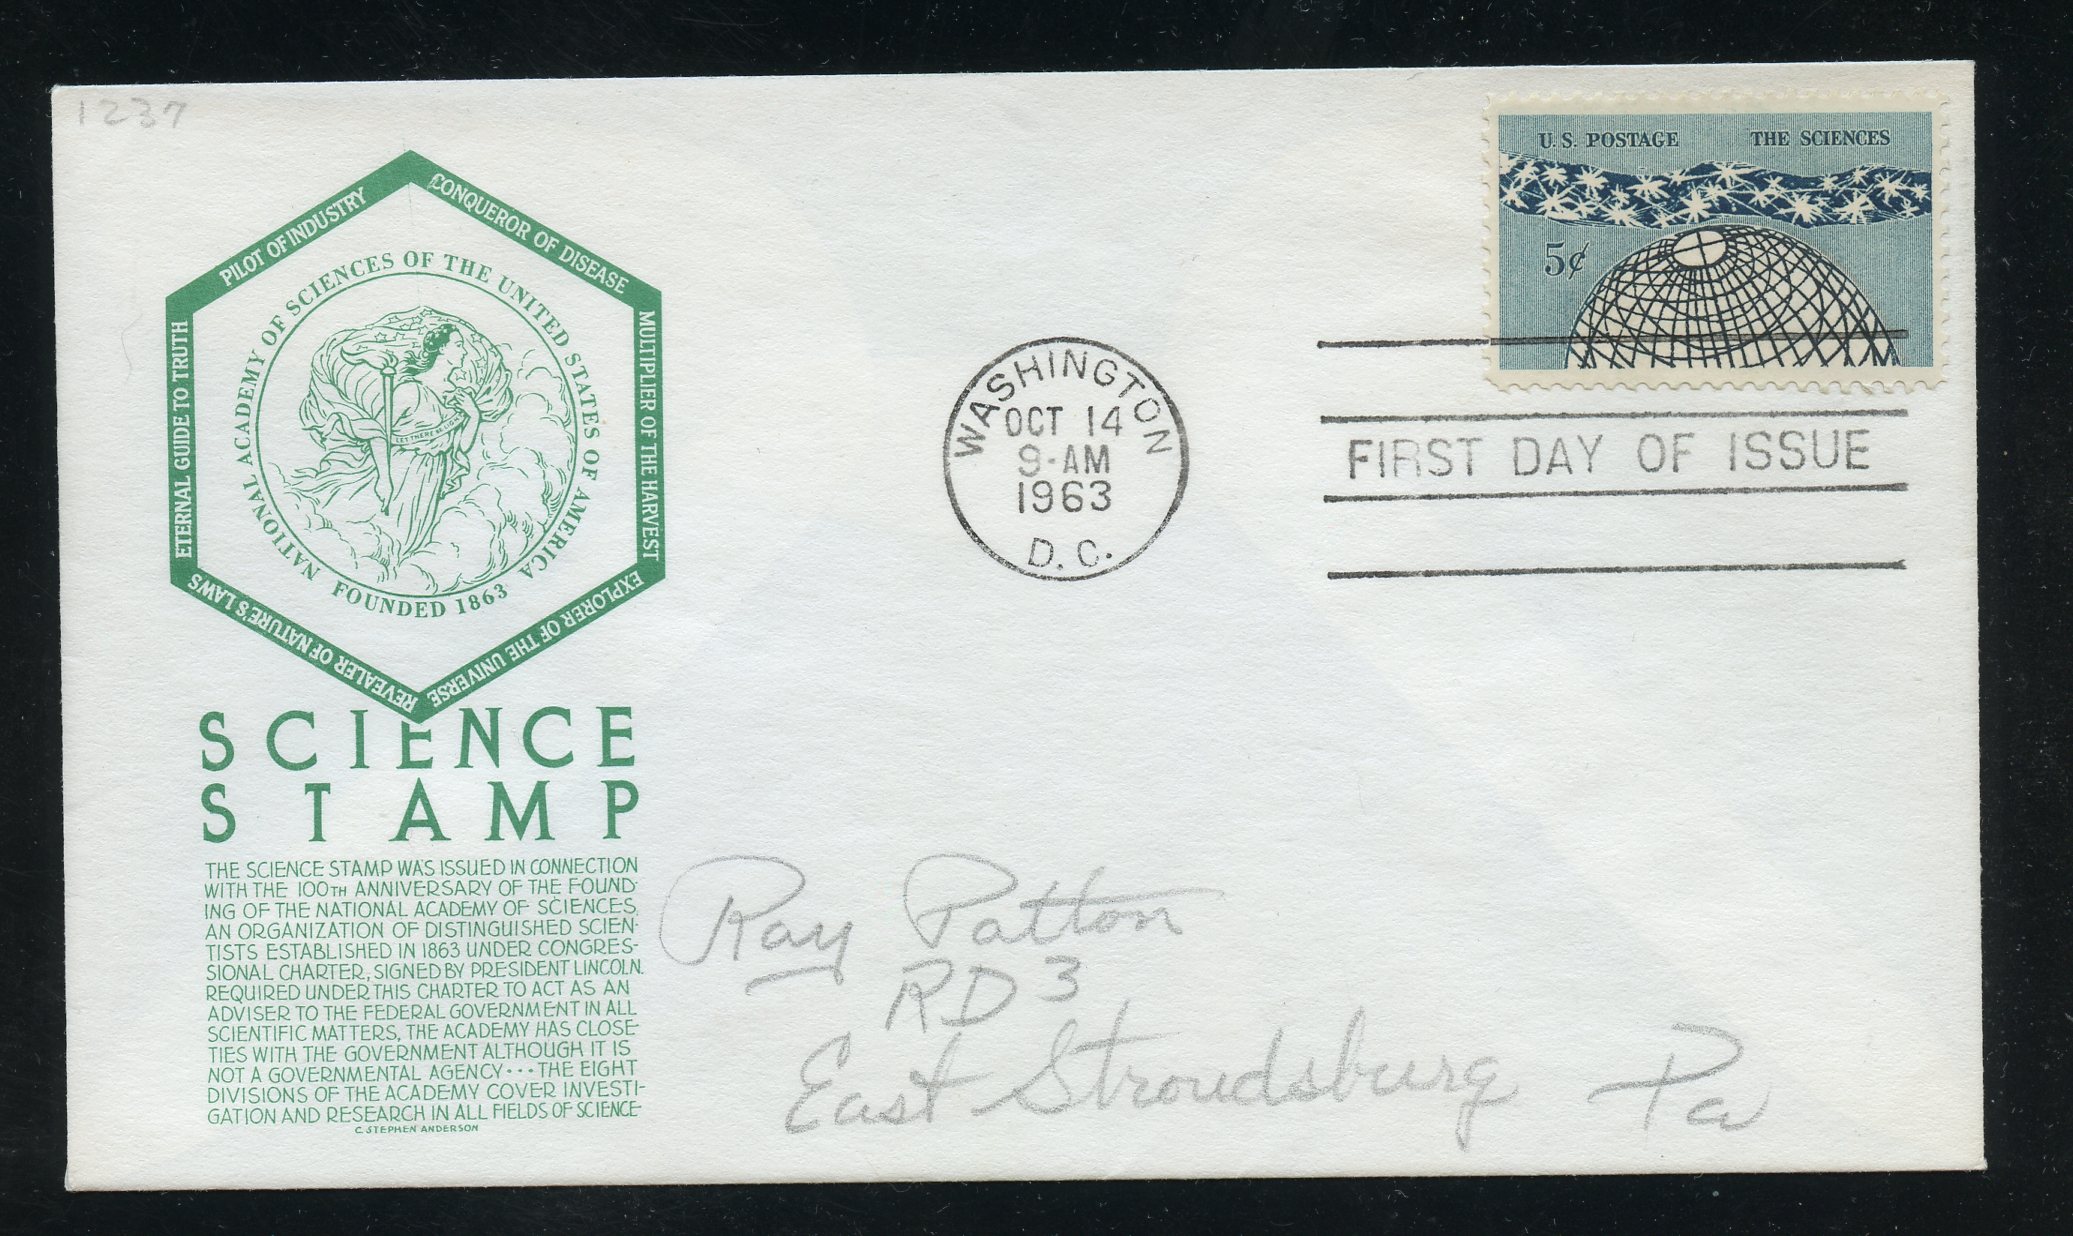 1237
PILOT OF INDUSTRY
CONQUEROR OF DISEASE
MULTIPLIER OF THE HARVEST
EXPLORER OF THE UNIVERSE
REVEALER OF NATURE'S LAWS
ETERNAL GUIDE TO TRUTH
NATIONAL ACADEMY OF SCIENCES OF THE UNITED STATES OF AMERICA
FOUNDED 1863
LET THERE BE LIGHT
SCIENCE
STAMP
THE SCIENCE STAMP WAS ISSUED IN CONNECTION
WITH THE 100TH ANNIVERSARY OF THE FOUND-
ING OF THE NATIONAL ACADEMY OF SCIENCES,
AN ORGANIZATION OF DISTINGUISHED SCIEN-
TISTS ESTABLISHED IN 1863 UNDER CONGRES-
SIONAL CHARTER, SIGNED BY PRESIDENT LINCOLN.
REQUIRED UNDER THIS CHARTER TO ACT AS AN
ADVISER TO THE FEDERAL GOVERNMENT IN ALL
SCIENTIFIC MATTERS, THE ACADEMY HAS CLOSE
TIES WITH THE GOVERNMENT ALTHOUGH IT IS
NOT A GOVERNMENTAL AGENCY···THE EIGHT
DIVISIONS OF THE ACADEMY COVER INVESTI-
GATION AND RESEARCH IN ALL FIELDS OF SCIENCE
C. STEPHEN ANDERSON
WASHINGTON
OCT 14
9-AM
1963
D.C.
U.S. POSTAGE THE SCIENCES
5¢
FIRST DAY OF ISSUE
Ray Patton
RD 3
East Stroudsburg Pa